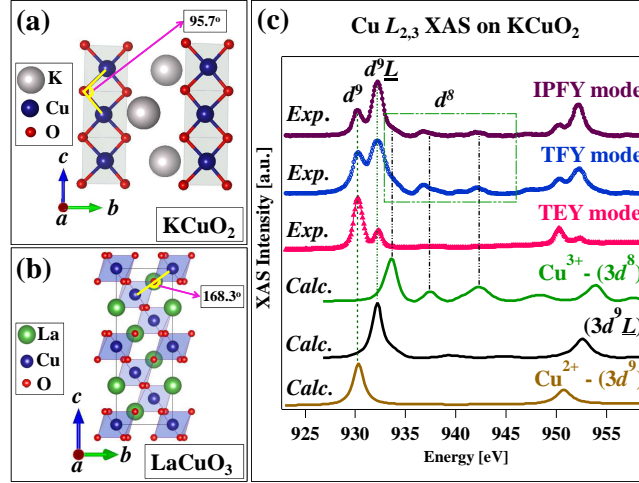 (a)
95.7°
K
Cu
O
c
a
b
KCuO₂
(b)
168.3°
La
Cu
O
c
a
b
LaCuO₃
(c)
Cu L₂,₃ XAS on KCuO₂
d⁹
d⁹L̲
d⁸
Exp.
IPFY mode
Exp.
TFY mode
Exp.
TEY mode
Calc.
Cu³⁺ - (3d⁸)
Calc.
(3d⁹L̲)
Calc.
Cu²⁺ - (3d⁹)
XAS Intensity [a.u.]
925 930 935 940 945 950 955
Energy [eV]